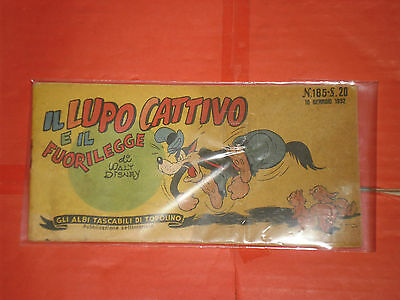 IL LUPO CATTIVO
E IL
FUORILEGGE
di
WALT
DISNEY
N.185-L.20
10 GENNAIO 1952
GLI ALBI TASCABILI DI TOPOLINO
Pubblicazione settimanale